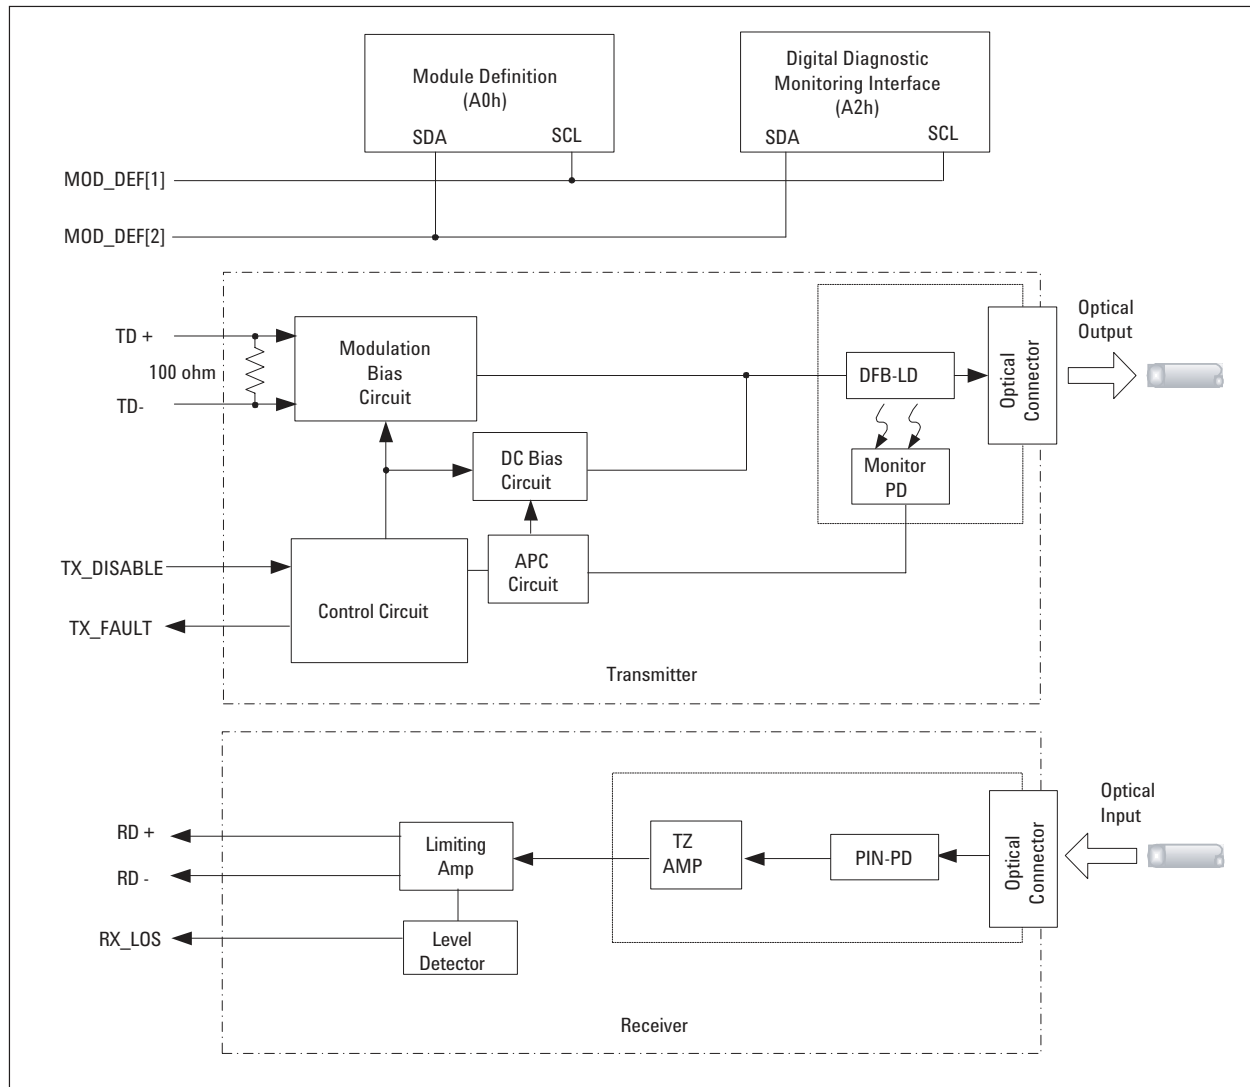 Module Definition
(A0h)
SDA
SCL
Digital Diagnostic
Monitoring Interface
(A2h)
SDA
SCL
MOD_DEF[1]
MOD_DEF[2]
TD +
100 ohm
TD-
Modulation
Bias
Circuit
DC Bias
Circuit
APC
Circuit
TX_DISABLE
TX_FAULT
Control Circuit
DFB-LD
Monitor
PD
Optical
Connector
Optical
Output
Transmitter
RD +
RD -
RX_LOS
Limiting
Amp
Level
Detector
TZ
AMP
PIN-PD
Optical
Connector
Optical
Input
Receiver